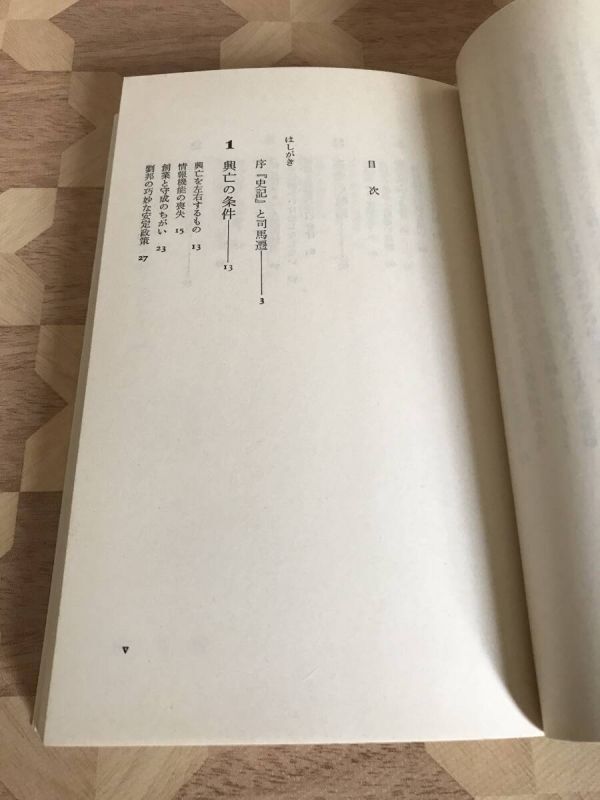 目次
はしがき
序『史記』と司馬遷——3
1 興亡の条件——13
興亡を左右するもの 13
情報機能の喪失 15
創業と守成のちがい 23
劉邦の巧妙な安定政策 27
v